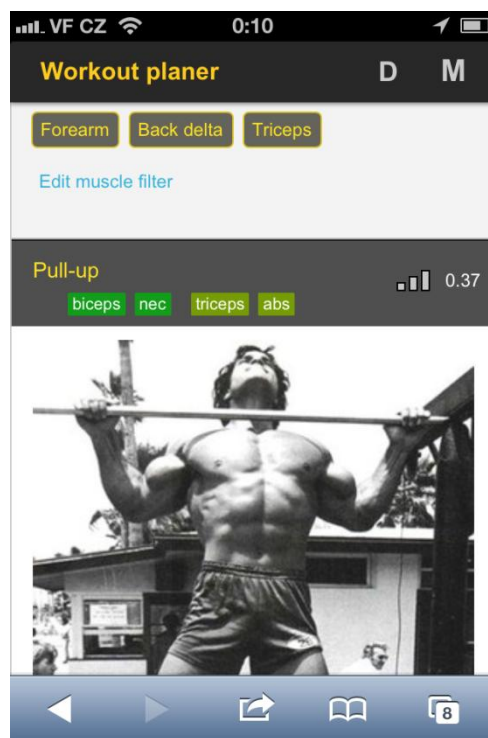 VF CZ 0:10
Workout planer D M
Forearm Back delta Triceps
Edit muscle filter
Pull-up 0.37
biceps nec triceps abs
8